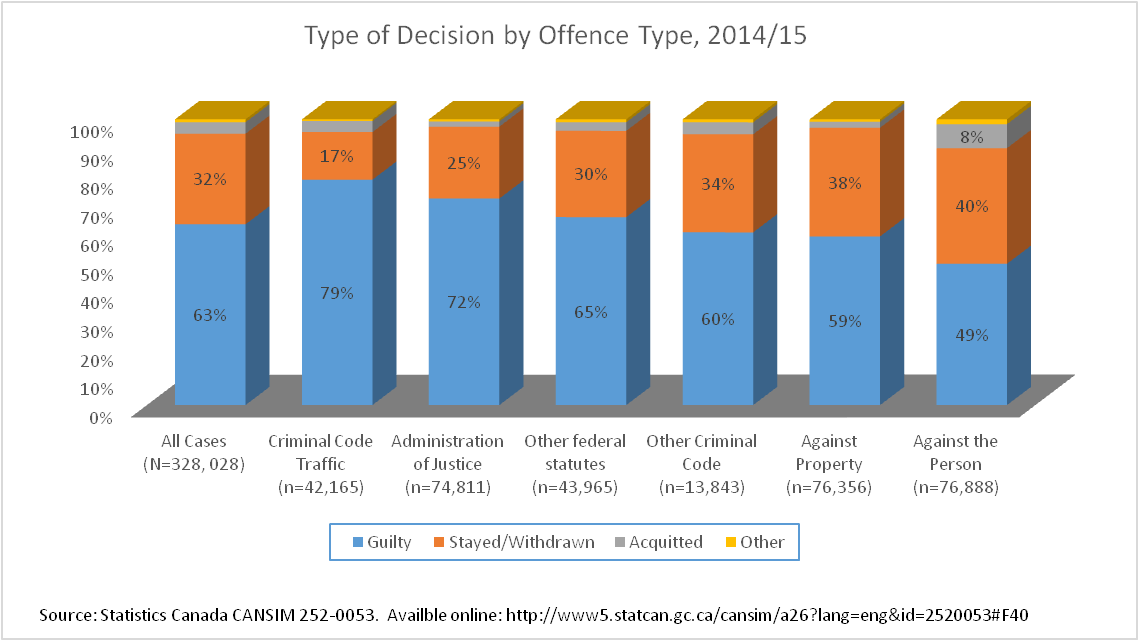 Type of Decision by Offence Type, 2014/15
100%
90%
80%
70%
60%
50%
40%
30%
20%
10%
0%
63%
32%
79%
17%
72%
25%
65%
30%
60%
34%
59%
38%
49%
40%
8%
All Cases
(N=328, 028)
Criminal Code
Traffic
(n=42,165)
Administration
of Justice
(n=74,811)
Other federal
statutes
(n=43,965)
Other Criminal
Code
(n=13,843)
Against
Property
(n=76,356)
Against the
Person
(n=76,888)
Guilty Stayed/Withdrawn Acquitted Other
Source: Statistics Canada CANSIM 252-0053. Availble online: http://www5.statcan.gc.ca/cansim/a26?lang=eng&id=2520053#F40